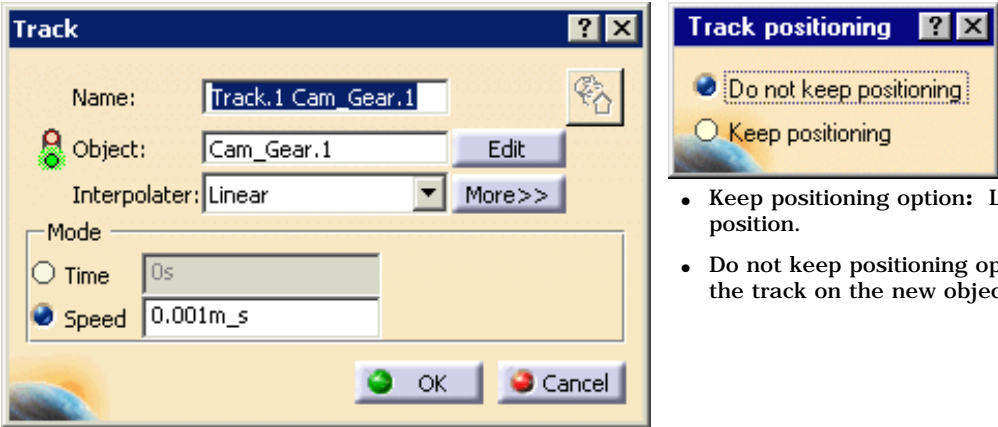 Track
Name: Track.1 Cam_Gear.1
Object: Cam_Gear.1 Edit
Interpolater: Linear More>>
Mode
Time 0s
Speed 0.001m_s
OK Cancel
Track positioning
Do not keep positioning
Keep positioning
• Keep positioning option:
position.
• Do not keep positioning
the track on the new